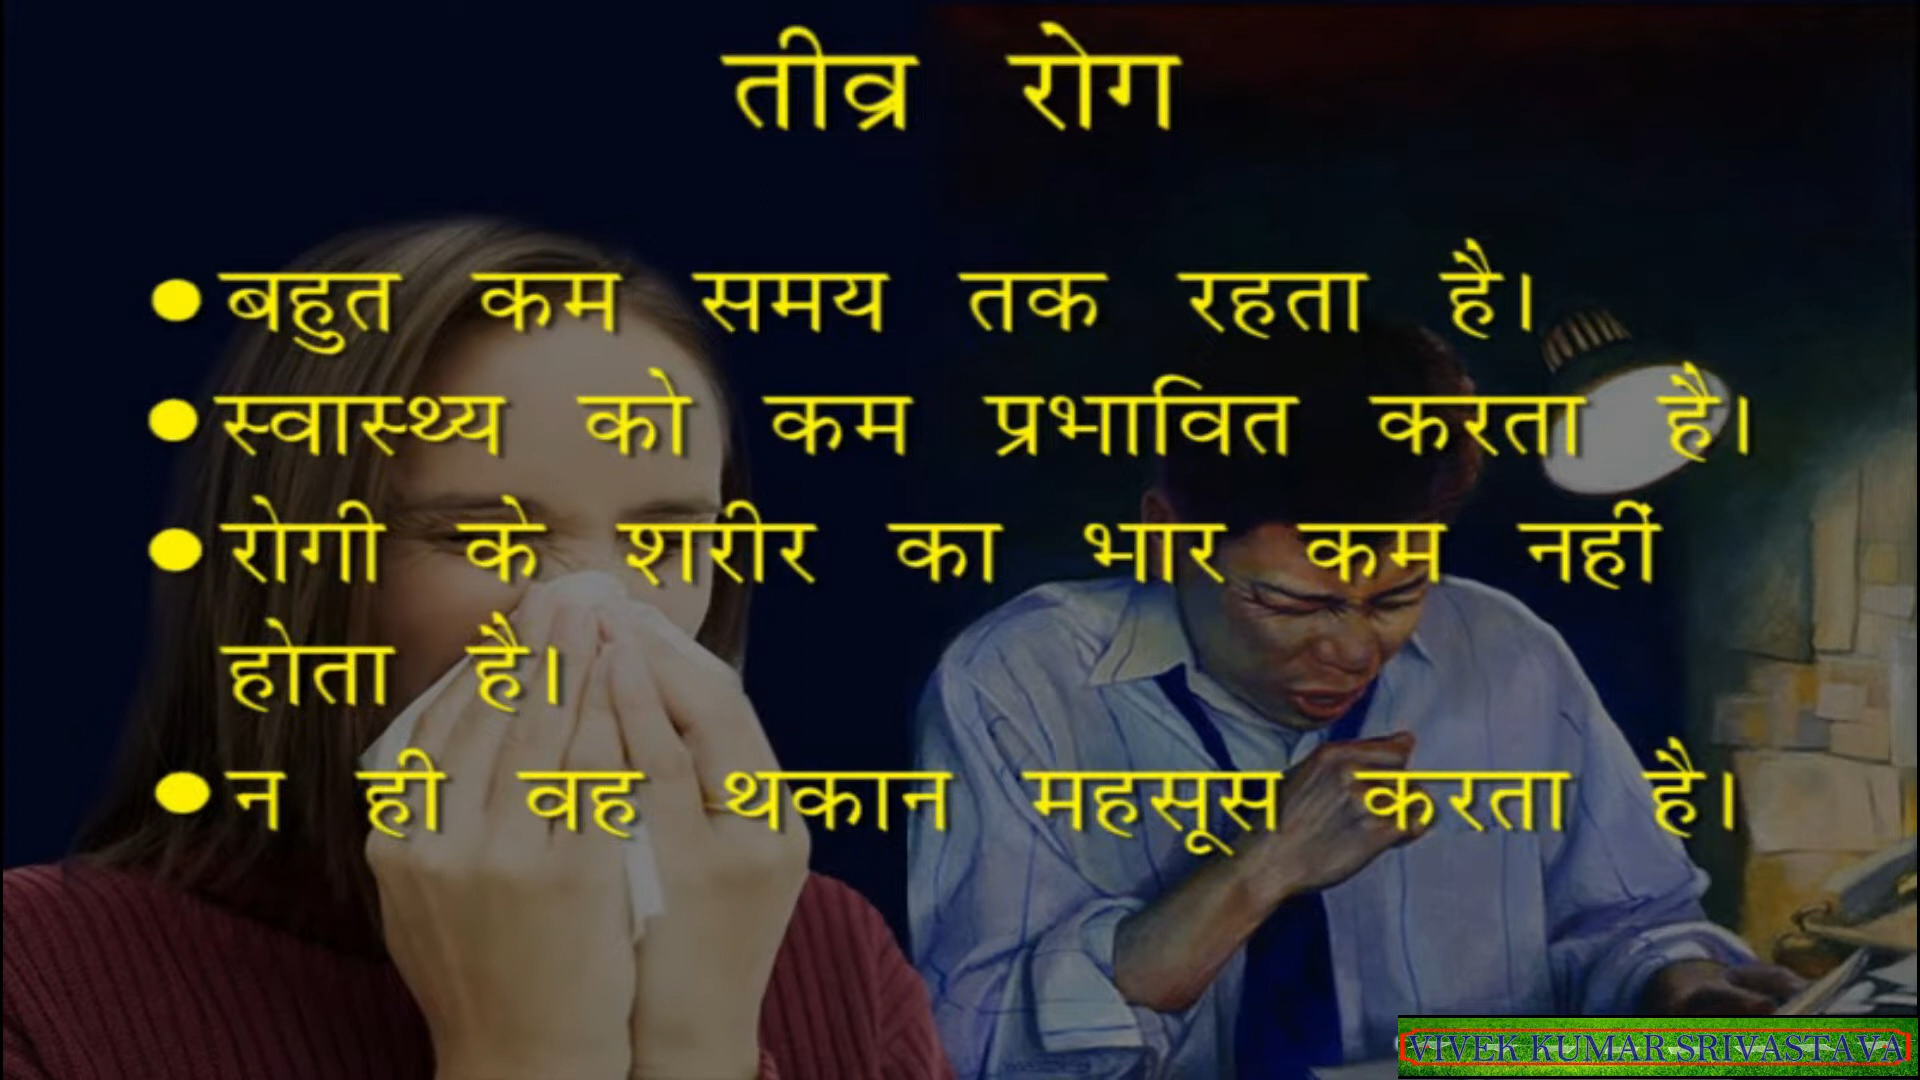 तीव्र रोग
● बहुत कम समय तक रहता है।
● स्वास्थ्य को कम प्रभावित करता है।
● रोगी के शरीर का भार कम नहीं
होता है।
● न ही वह थकान महसूस करता है।
VIVEK KUMAR SRIVASTAVA